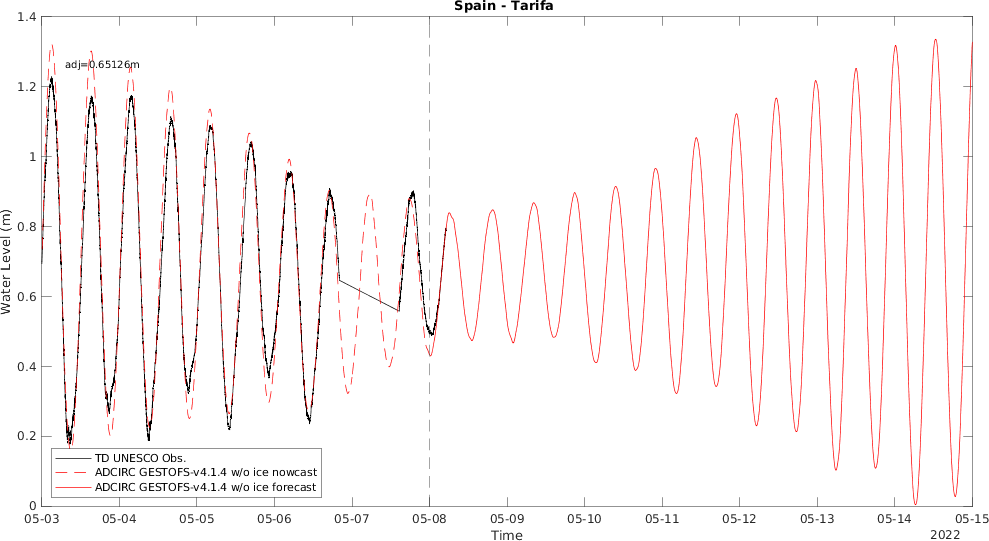 Spain - Tarifa
adj=0.65126m
Water Level (m)
1.4
1.2
1
0.8
0.6
0.4
0.2
0
TD UNESCO Obs.
ADCIRC GESTOFS-v4.1.4 w/o ice nowcast
ADCIRC GESTOFS-v4.1.4 w/o ice forecast
05-03 05-04 05-05 05-06 05-07 05-08 05-09 05-10 05-11 05-12 05-13 05-14 05-15
Time
2022